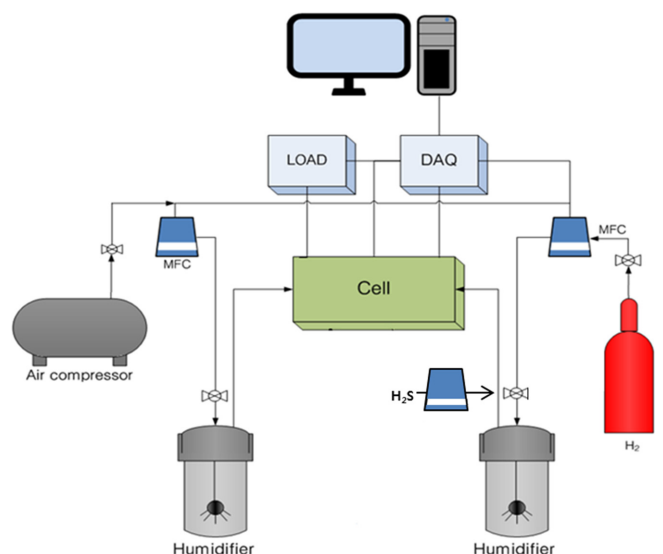 LOAD
DAQ
MFC
MFC
Cell
Air compressor
H₂S
H₂
Humidifier
Humidifier